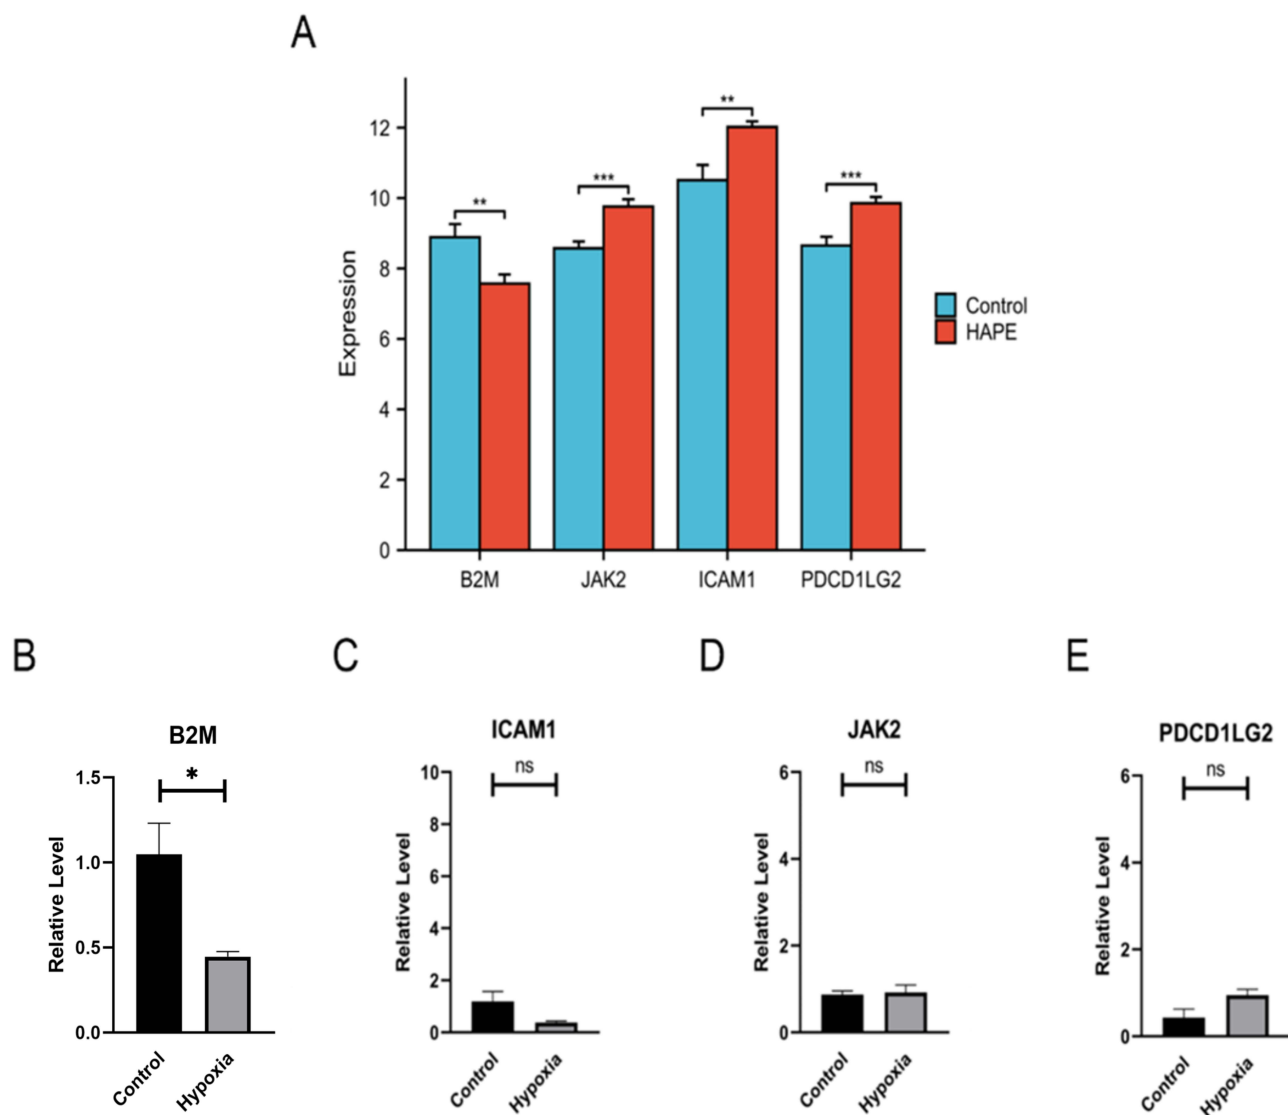 A
Expression
12
10
8
6
4
2
0
**
***
**
***
B2M
JAK2
ICAM1
PDCD1LG2
Control
HAPE
B
B2M
*
Relative Level
1.5
1.0
0.5
0.0
Control
Hypoxia
C
ICAM1
ns
Relative Level
10
8
6
4
2
0
Control
Hypoxia
D
JAK2
ns
Relative Level
6
4
2
0
Control
Hypoxia
E
PDCD1LG2
ns
Relative Level
6
4
2
0
Control
Hypoxia